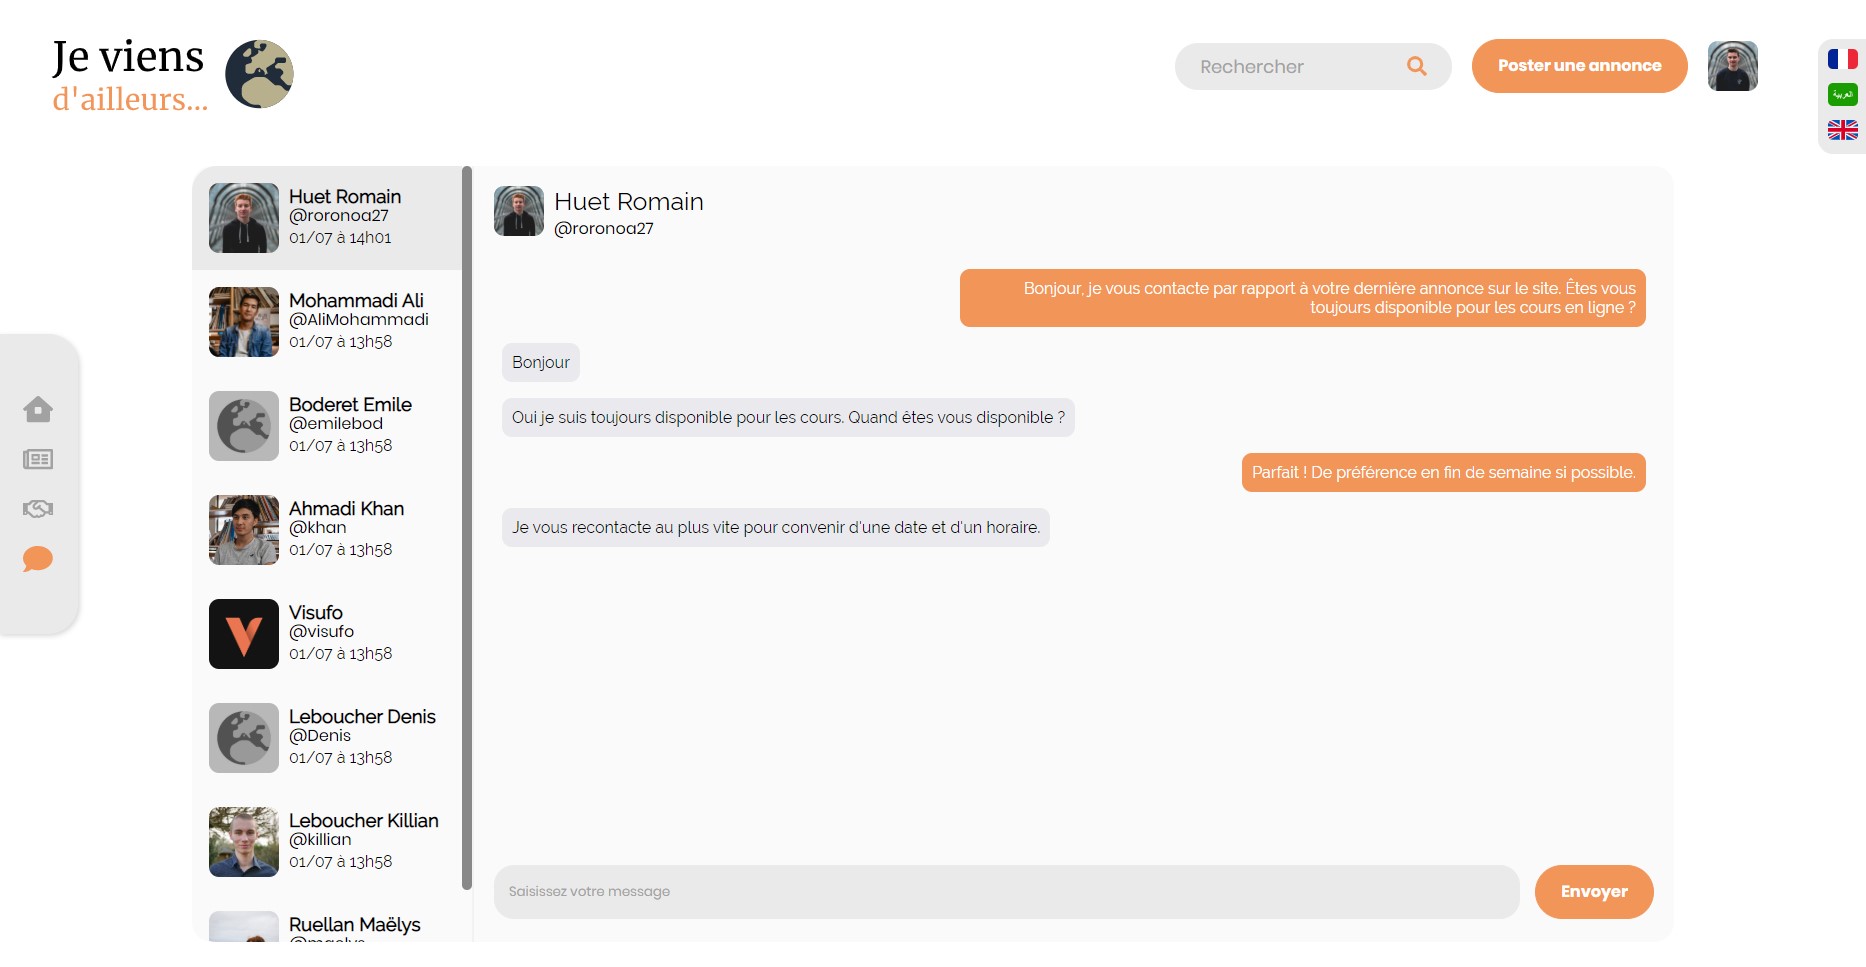 Je viens
d'ailleurs...
Rechercher
Poster une annonce
العربية
Huet Romain
@roronoa27
01/07 à 14h01
Mohammadi Ali
@AliMohammadi
01/07 à 13h58
Boderet Emile
@emilebod
01/07 à 13h58
Ahmadi Khan
@khan
01/07 à 13h58
Visufo
@visufo
01/07 à 13h58
Leboucher Denis
@Denis
01/07 à 13h58
Leboucher Killian
@killian
01/07 à 13h58
Ruellan Maëlys
Huet Romain
@roronoa27
Bonjour, je vous contacte par rapport à votre dernière annonce sur le site. Êtes vous
toujours disponible pour les cours en ligne ?
Bonjour
Oui je suis toujours disponible pour les cours. Quand êtes vous disponible ?
Parfait ! De préférence en fin de semaine si possible.
Je vous recontacte au plus vite pour convenir d'une date et d'un horaire.
Saisissez votre message
Envoyer